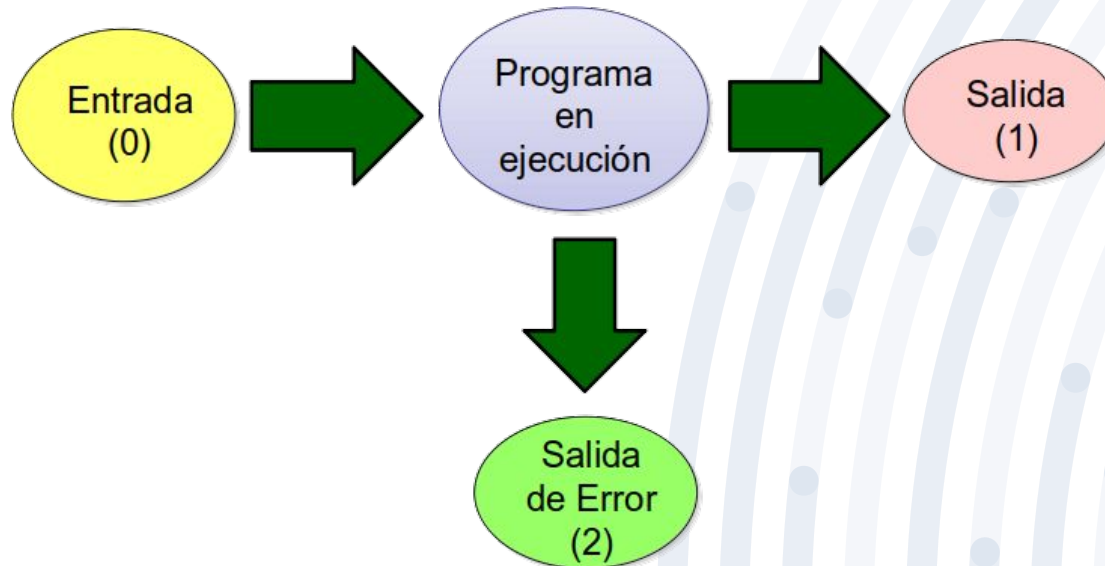 Entrada
(0)
Programa
en
ejecución
Salida
(1)
Salida
de Error
(2)